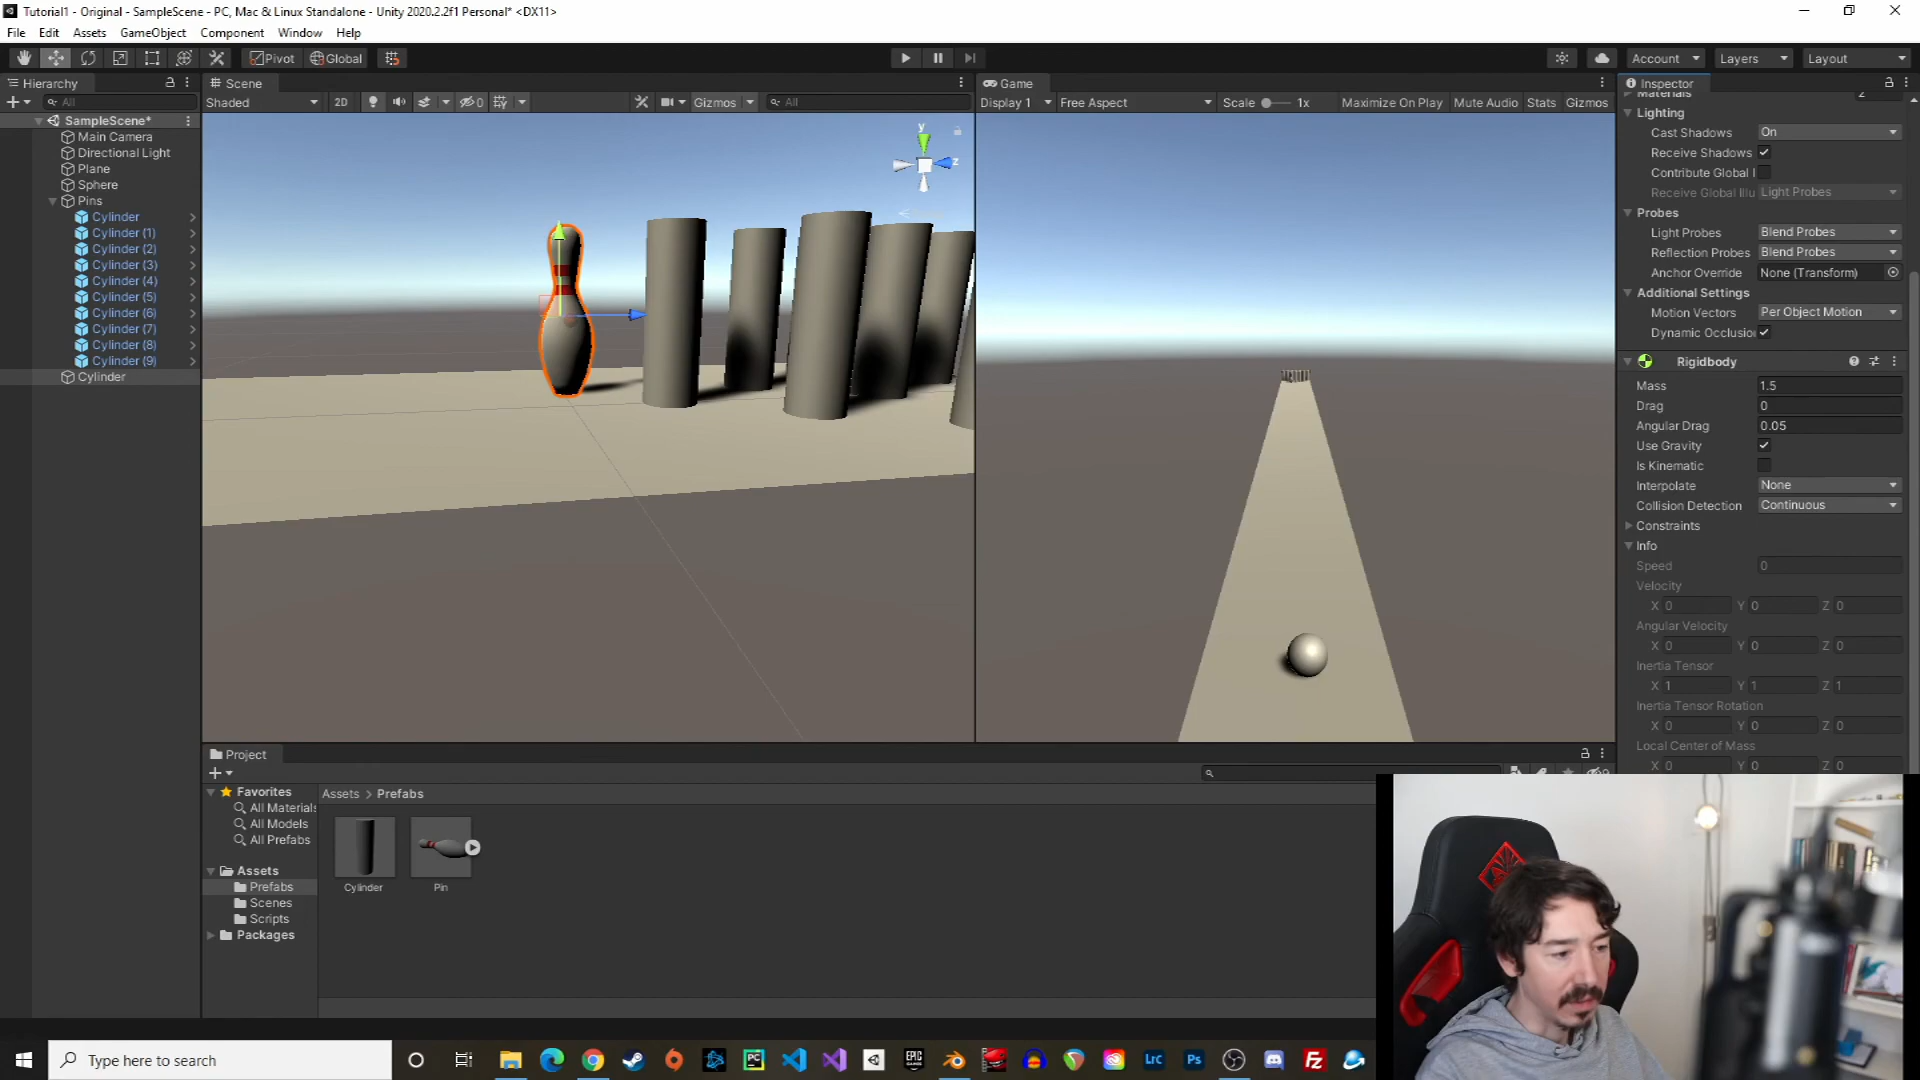 Tutorial1 - Original - SampleScene - PC, Mac & Linux Standalone - Unity 2020.2.2f1 Personal* <DX11>
File Edit Assets GameObject Component Window Help
Pivot Global
Account Layers Layout
Hierarchy
All
SampleScene*
Main Camera
Directional Light
Plane
Sphere
Pins
Cylinder
Cylinder (1)
Cylinder (2)
Cylinder (3)
Cylinder (4)
Cylinder (5)
Cylinder (6)
Cylinder (7)
Cylinder (8)
Cylinder (9)
Cylinder
Scene
Shaded 2D 0 Gizmos All
y
z
Game
Display 1 Free Aspect Scale 1x Maximize On Play Mute Audio Stats Gizmos
Inspector
Materials 2
Lighting
Cast Shadows On
Receive Shadows
Contribute Global I
Receive Global Illu Light Probes
Probes
Light Probes Blend Probes
Reflection Probes Blend Probes
Anchor Override None (Transform)
Additional Settings
Motion Vectors Per Object Motion
Dynamic Occlusio
Rigidbody
Mass 1.5
Drag 0
Angular Drag 0.05
Use Gravity
Is Kinematic
Interpolate None
Collision Detection Continuous
Constraints
Info
Speed 0
Velocity
X 0 Y 0 Z 0
Angular Velocity
X 0 Y 0 Z 0
Inertia Tensor
X 1 Y 1 Z 1
Inertia Tensor Rotation
X 0 Y 0 Z 0
Local Center of Mass
X 0 Y 0 Z 0
Project
Favorites
All Materials
All Models
All Prefabs
Assets
Prefabs
Scenes
Scripts
Packages
Assets > Prefabs
Cylinder
Pin
Type here to search
PC
EPIC GAMES
Lrc
Ps
FZ